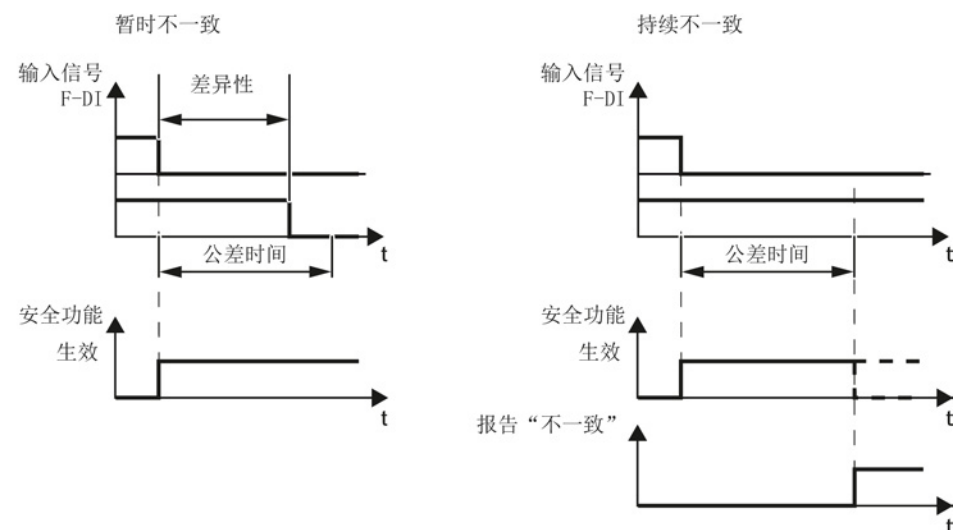 暂时不一致
输入信号
F-DI
差异性
公差时间
t
安全功能
生效
t
持续不一致
输入信号
F-DI
公差时间
t
安全功能
生效
t
报告“不一致”
t